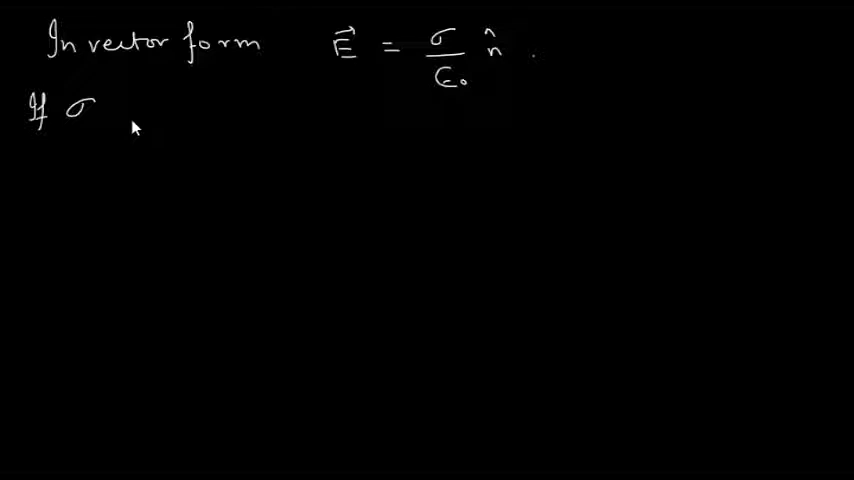 In vector form E⃗ = σ/ϵ₀ n̂ .
If σ